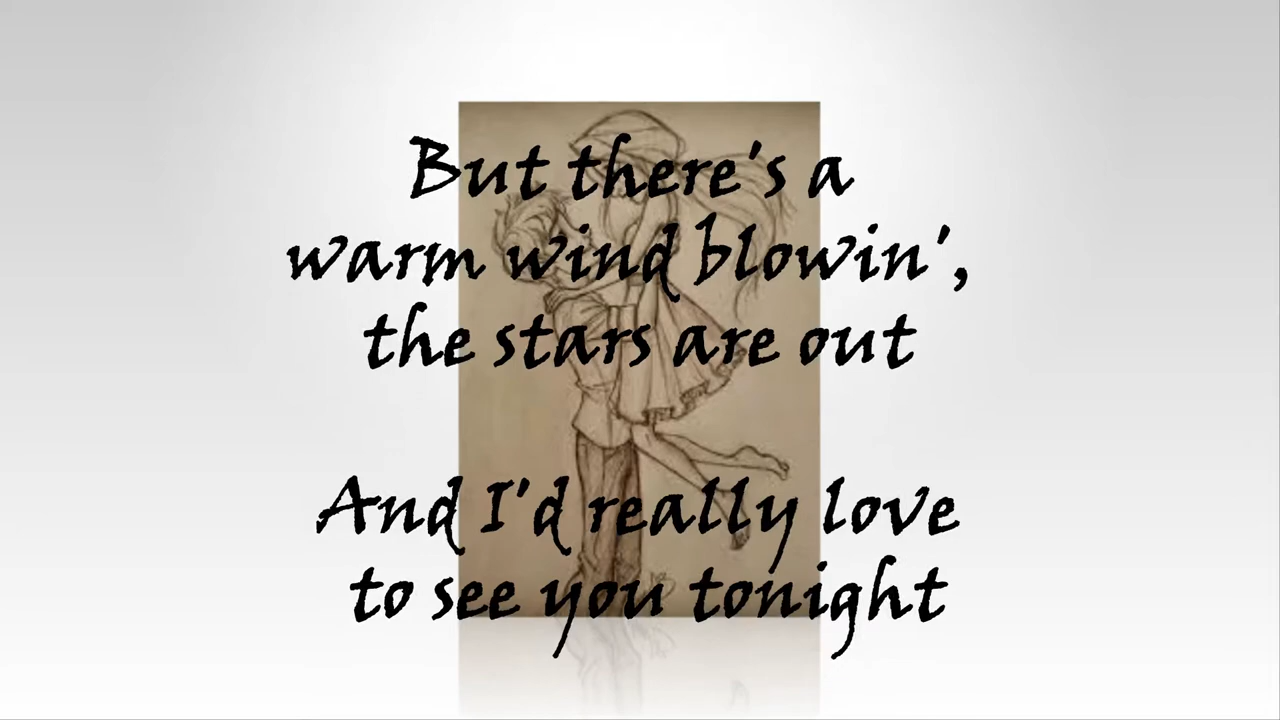 But there's a
warm wind blowin',
the stars are out
And I'd really love
to see you tonight